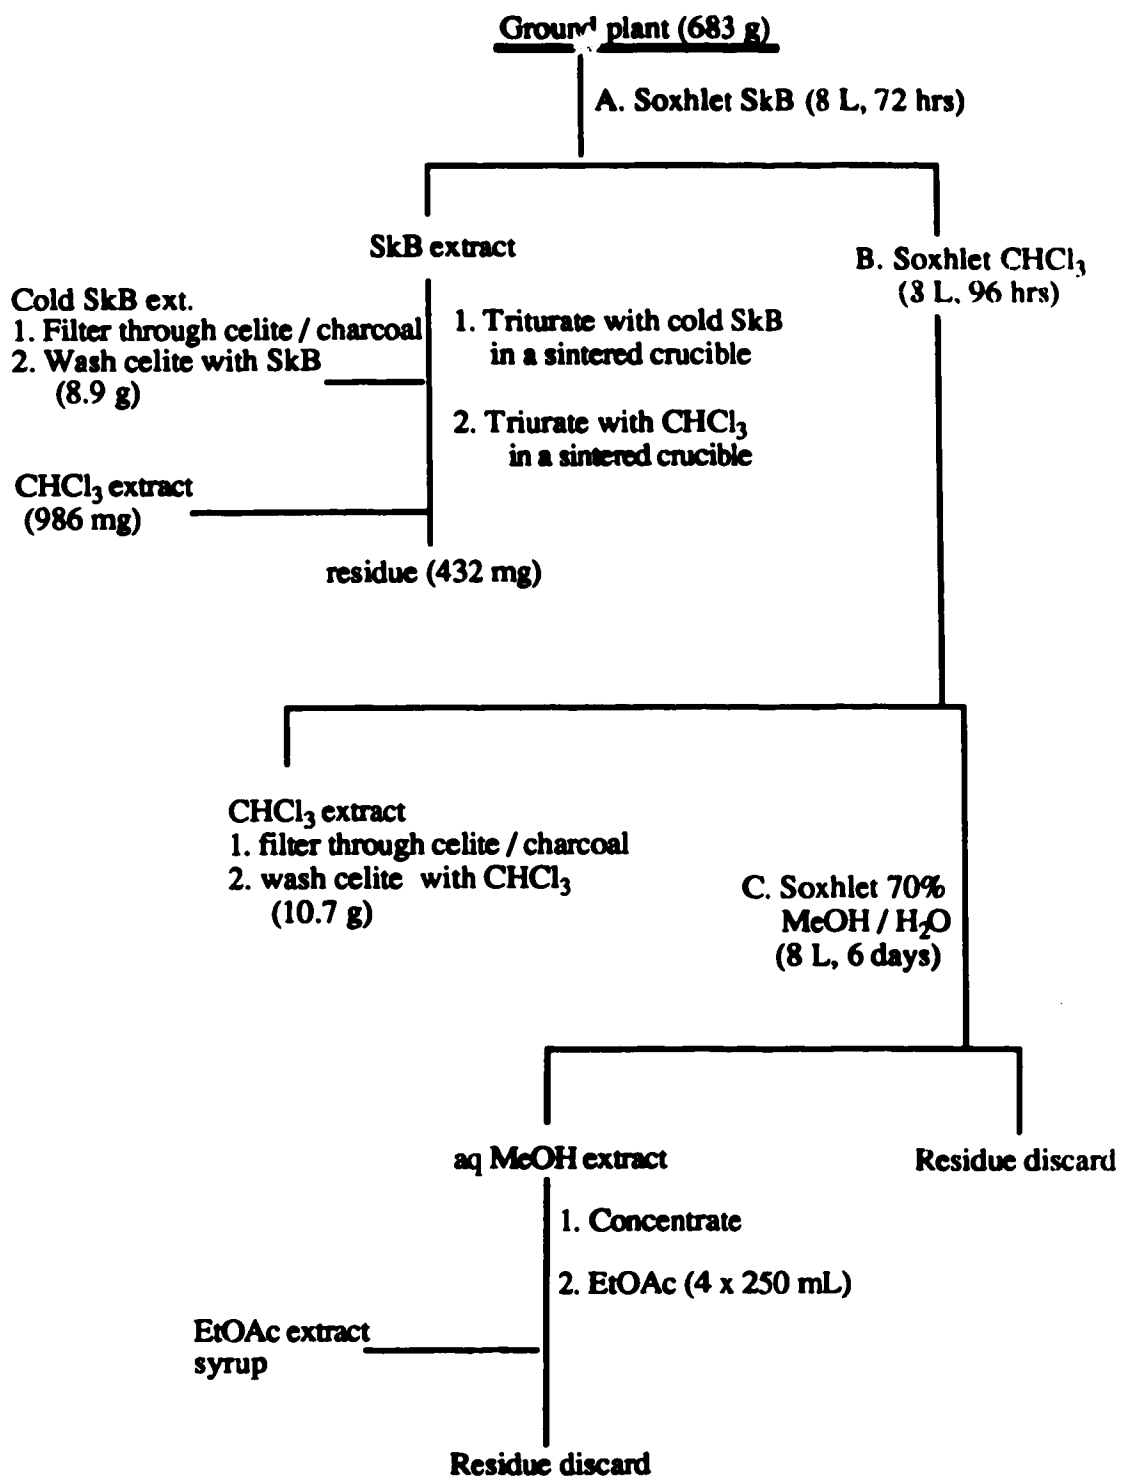 Ground plant (683 g)
A. Soxhlet SkB (8 L, 72 hrs)
SkB extract
B. Soxhlet CHCl₃
(8 L, 96 hrs)
Cold SkB ext.
1. Filter through celite / charcoal
2. Wash celite with SkB
(8.9 g)
1. Triturate with cold SkB
in a sintered crucible
2. Triurate with CHCl₃
in a sintered crucible
CHCl₃ extract
(986 mg)
residue (432 mg)
CHCl₃ extract
1. filter through celite / charcoal
2. wash celite with CHCl₃
(10.7 g)
C. Soxhlet 70%
MeOH / H₂O
(8 L, 6 days)
aq MeOH extract
Residue discard
1. Concentrate
2. EtOAc (4 x 250 mL)
EtOAc extract
syrup
Residue discard